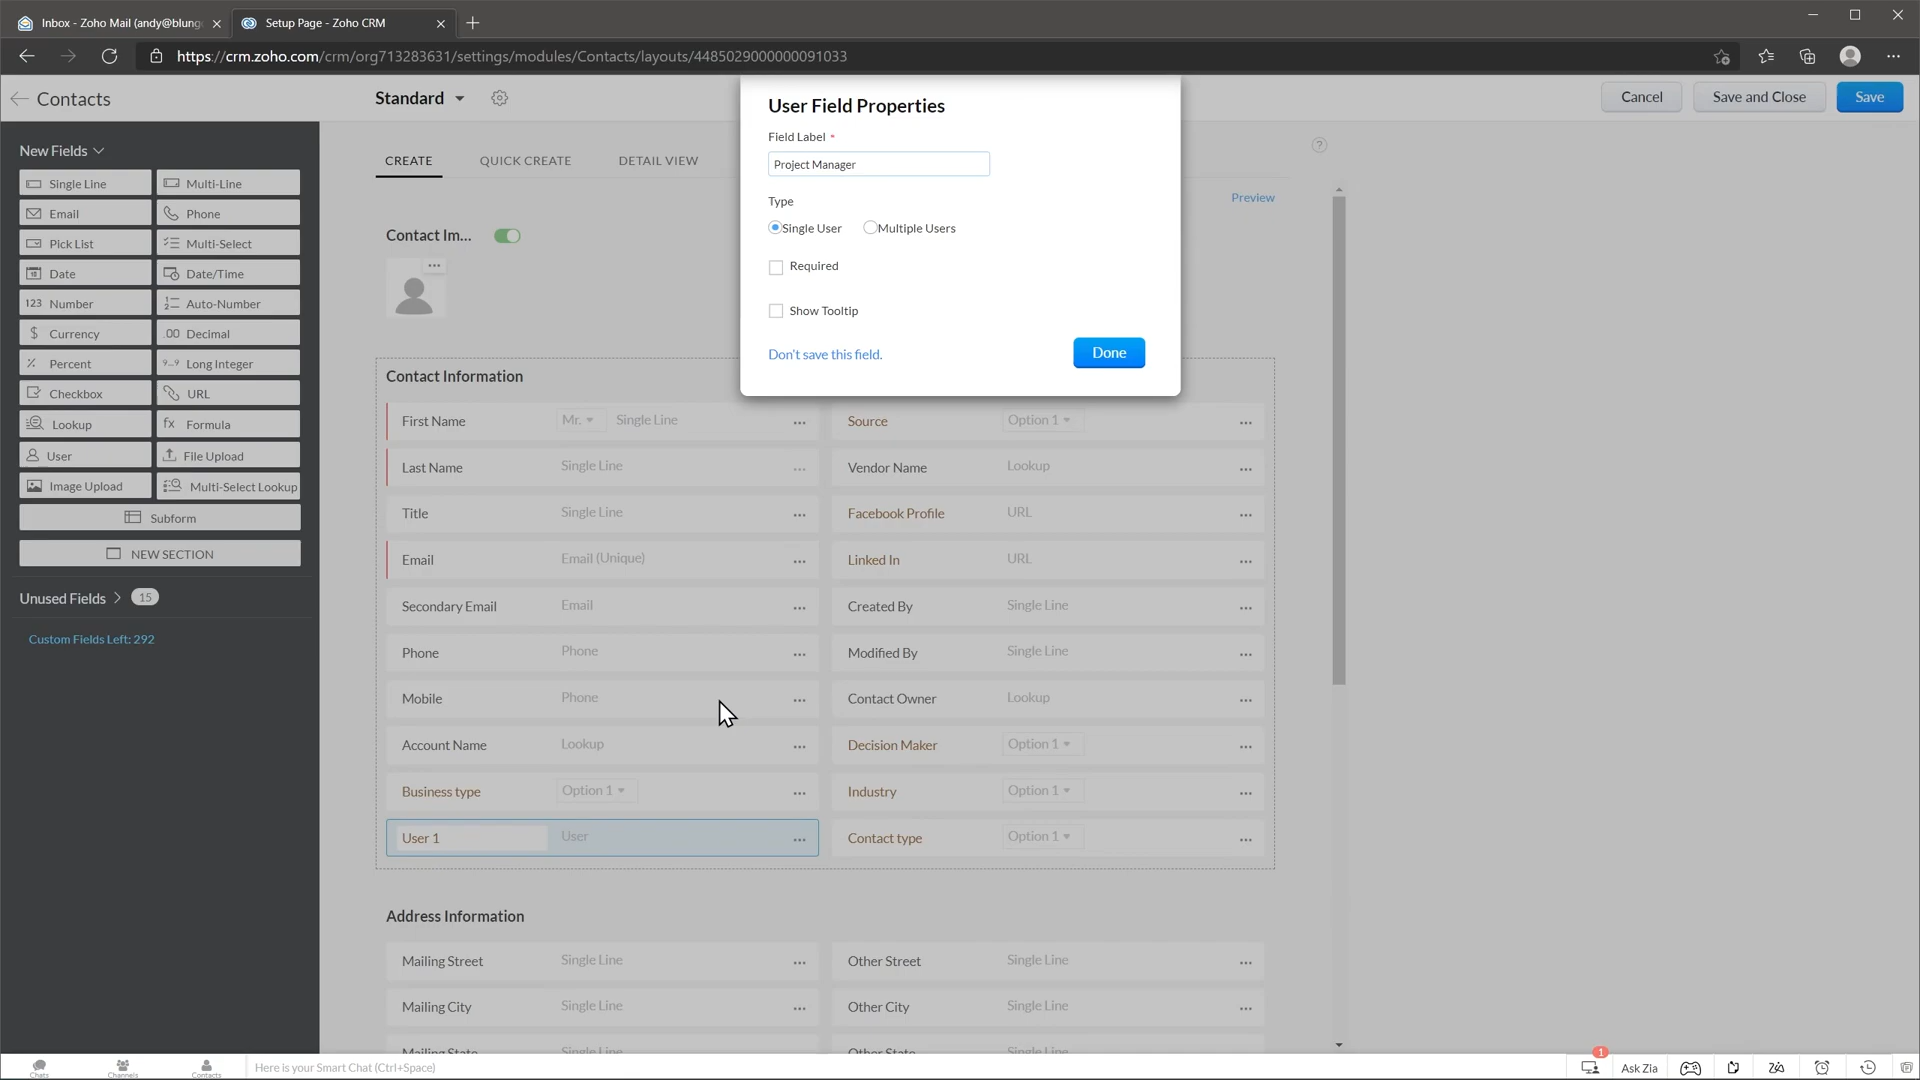 Inbox - Zoho Mail (andy@blung
Setup Page - Zoho CRM
https://crm.zoho.com/crm/org713283631/settings/modules/Contacts/layouts/4485029000000091033
Contacts
Standard
Cancel
Save and Close
Save
New Fields
Single Line
Multi-Line
Email
Phone
Pick List
Multi-Select
Date
Date/Time
123 Number
Auto-Number
$ Currency
.00 Decimal
% Percent
9..9 Long Integer
Checkbox
URL
Lookup
fx Formula
User
File Upload
Image Upload
Multi-Select Lookup
Subform
NEW SECTION
Unused Fields > 15
Custom Fields Left: 292
CREATE
QUICK CREATE
DETAIL VIEW
?
Preview
Contact Im...
User Field Properties
Field Label *
Project Manager
Type
Single User
Multiple Users
Required
Show Tooltip
Don't save this field.
Done
Contact Information
First Name Mr. Single Line
Source Option 1
Last Name Single Line
Vendor Name Lookup
Title Single Line
Facebook Profile URL
Email Email (Unique)
Linked In URL
Secondary Email Email
Created By Single Line
Phone Phone
Modified By Single Line
Mobile Phone
Contact Owner Lookup
Account Name Lookup
Decision Maker Option 1
Business type Option 1
Industry Option 1
User 1 User
Contact type Option 1
Address Information
Mailing Street Single Line
Other Street Single Line
Mailing City Single Line
Other City Single Line
Mailing State Single Line
Other State Single Line
Chats
Channels
Contacts
Here is your Smart Chat (Ctrl+Space)
1
Ask Zia